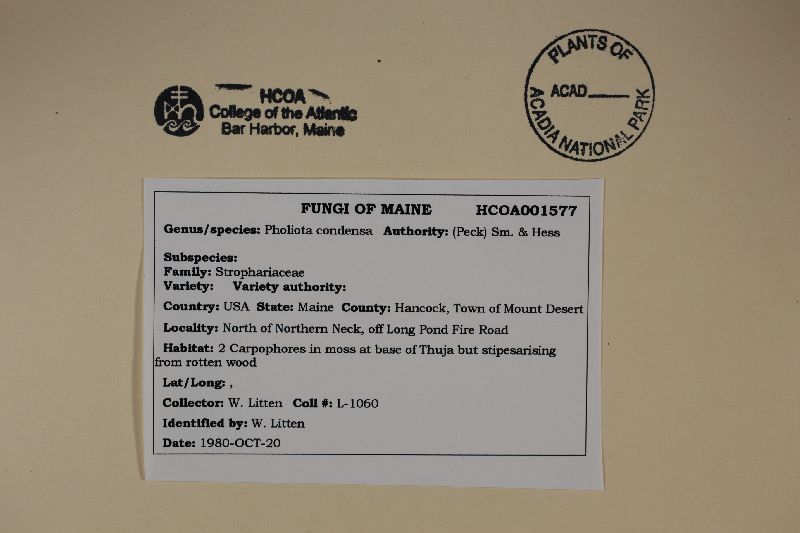 PLANTS OF
ACAD____
ACADIA NATIONAL PARK
HCOA
College of the Atlantic
Bar Harbor, Maine
FUNGI OF MAINE HCOA001577
Genus/species: Pholiota condensa Authority: (Peck) Sm. & Hess
Subspecies:
Family: Strophariaceae
Variety: Variety authority:
Country: USA State: Maine County: Hancock, Town of Mount Desert
Locality: North of Northern Neck, off Long Pond Fire Road
Habitat: 2 Carpophores in moss at base of Thuja but stipesarising
from rotten wood
Lat/Long: ,
Collector: W. Litten Coll #: L-1060
Identified by: W. Litten
Date: 1980-OCT-20